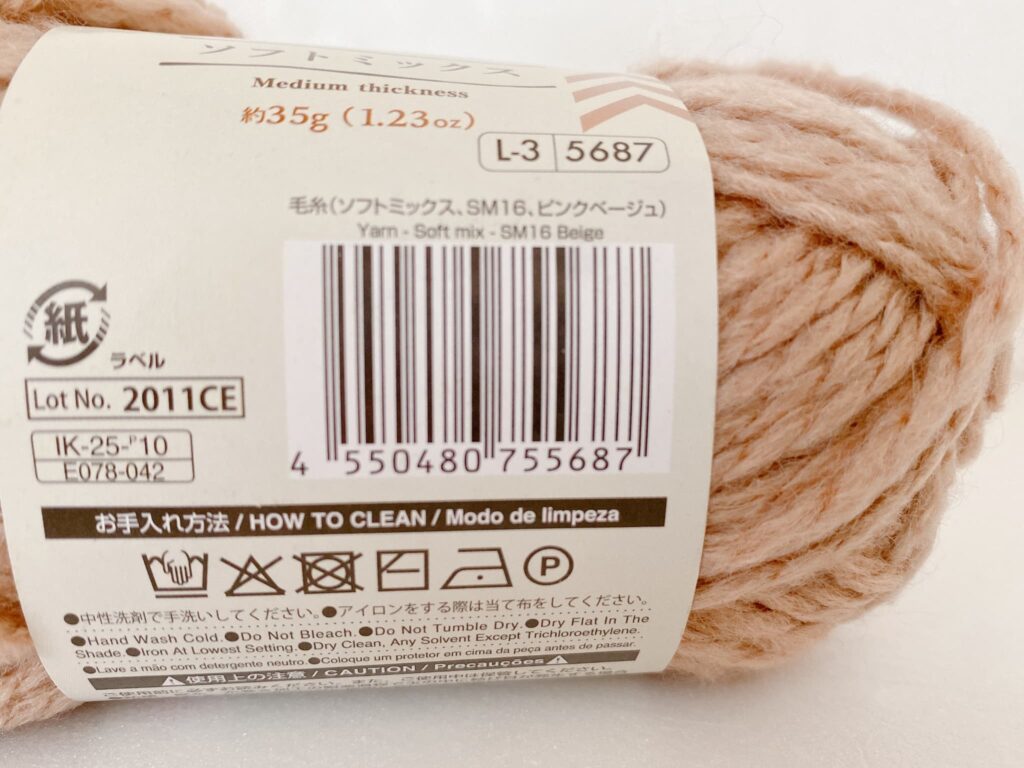 ソフトミックス
Medium thickness
約35g (1.23oz)
L-3 5687
毛糸(ソフトミックス、SM16、ピンクベージュ)
Yarn - Soft mix - SM16 Beige
4 550480 755687
紙
ラベル
Lot No. 2011CE
IK-25-P10
E078-042
お手入れ方法 / HOW TO CLEAN / Modo de limpeza
P
●中性洗剤で手洗いしてください。●アイロンをする際は当て布をしてください。
●Hand Wash Cold. ●Do Not Bleach. ●Do Not Tumble Dry. ●Dry Flat In The
Shade. ●Iron At Lowest Setting. ●Dry Clean, Any Solvent Except Trichloroethylene.
●Lave a mão com detergente neutro. ●Coloque um protetor em cima da peça antes de passar.
使用上の注意 / CAUTION / Precauções